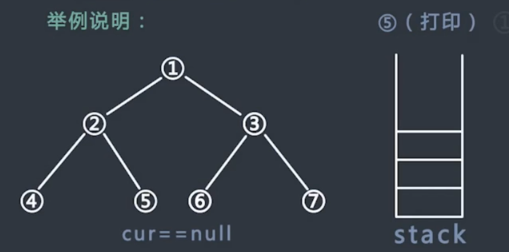 举例说明：
⑤（打印）
①
②
③
④
⑤
⑥
⑦
cur==null
stack